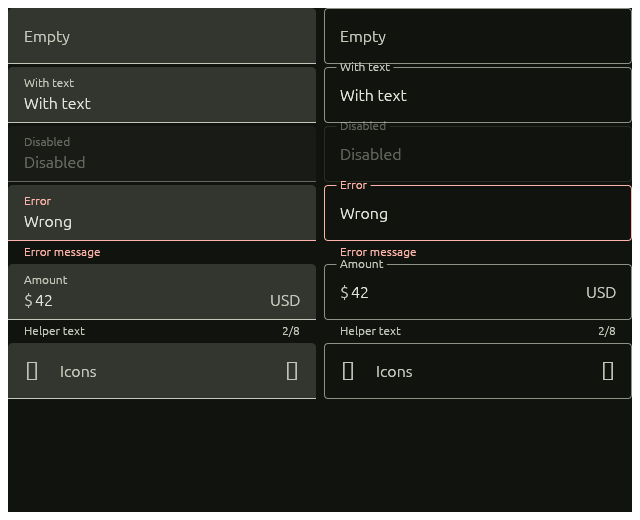 Empty
With text
With text
Disabled
Disabled
Error
Wrong
Error message
Amount
$ 42 USD
Helper text 2/8
Icons
Empty
With text
With text
Disabled
Disabled
Error
Wrong
Error message
Amount
$ 42 USD
Helper text 2/8
Icons